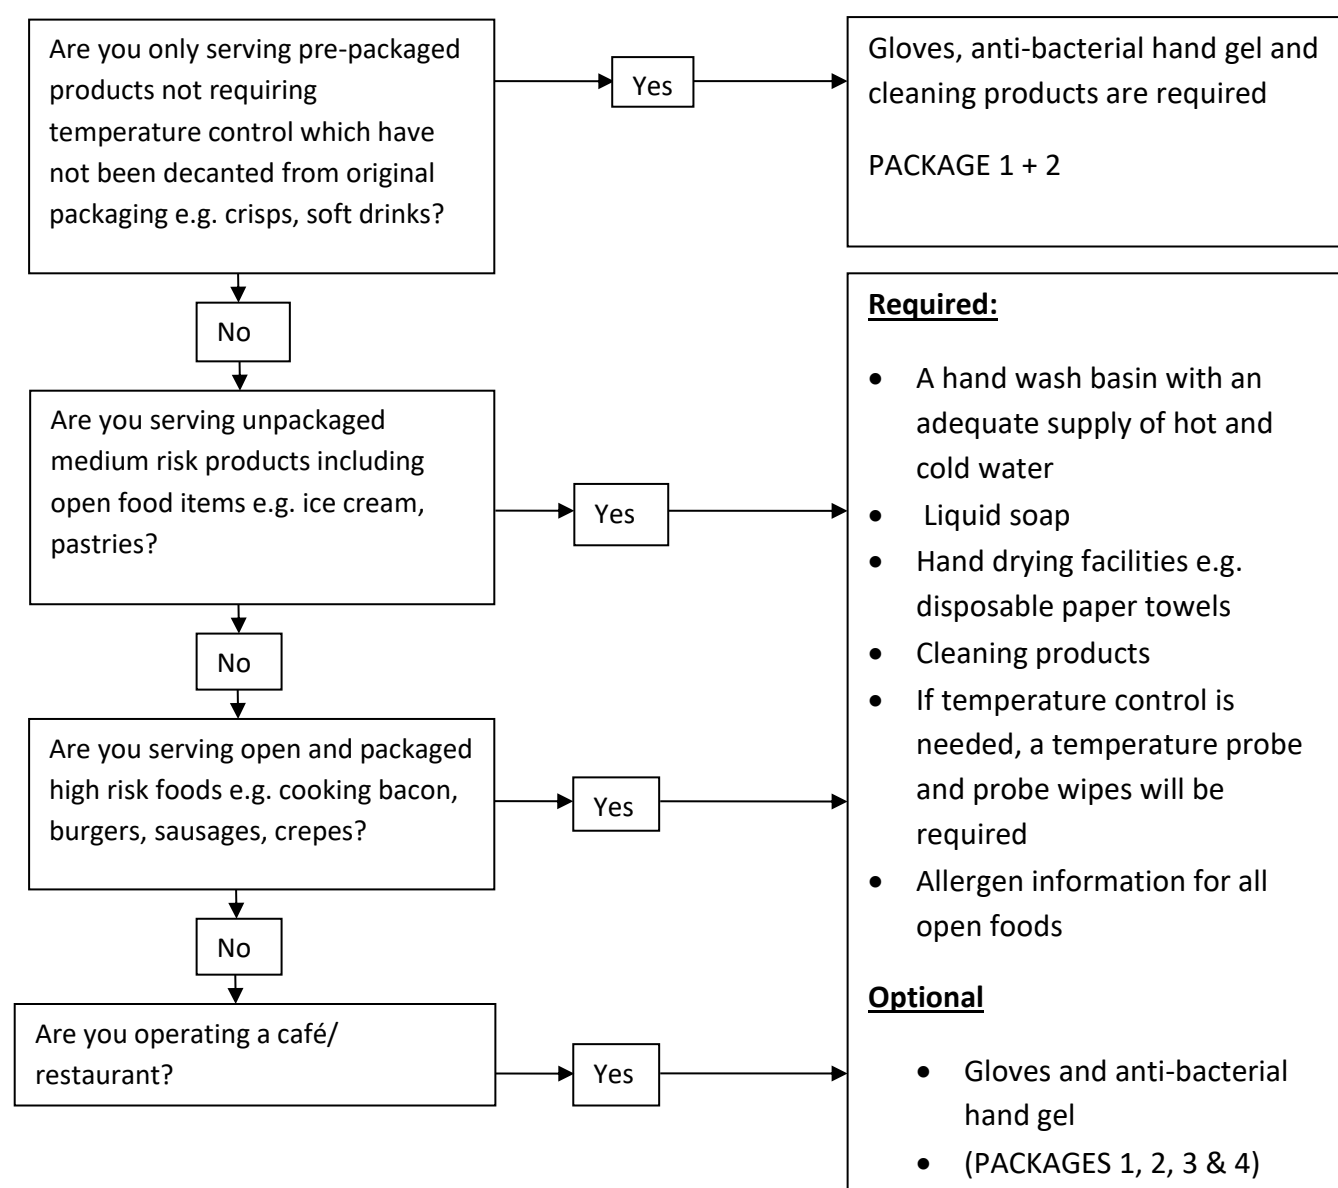 Are you only serving pre-packaged
products not requiring
temperature control which have
not been decanted from original
packaging e.g. crisps, soft drinks?
Yes
Gloves, anti-bacterial hand gel and
cleaning products are required
PACKAGE 1 + 2
No
Are you serving unpackaged
medium risk products including
open food items e.g. ice cream,
pastries?
Yes
No
Are you serving open and packaged
high risk foods e.g. cooking bacon,
burgers, sausages, crepes?
Yes
No
Are you operating a café/
restaurant?
Yes
Required:
• A hand wash basin with an
adequate supply of hot and
cold water
• Liquid soap
• Hand drying facilities e.g.
disposable paper towels
• Cleaning products
• If temperature control is
needed, a temperature probe
and probe wipes will be
required
• Allergen information for all
open foods
Optional
• Gloves and anti-bacterial
hand gel
• (PACKAGES 1, 2, 3 & 4)